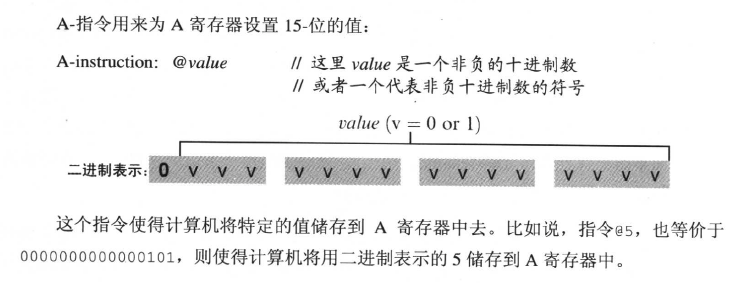 A-指令用来为 A 寄存器设置 15-位的值：
A-instruction: @value // 这里 value 是一个非负的十进制数
// 或者一个代表非负十进制数的符号
value (v = 0 or 1)
二进制表示: 0 v v v v v v v v v v v v v v v
这个指令使得计算机将特定的值储存到 A 寄存器中去。比如说，指令@5，也等价于
0000000000000101，则使得计算机将用二进制表示的 5 储存到 A 寄存器中。